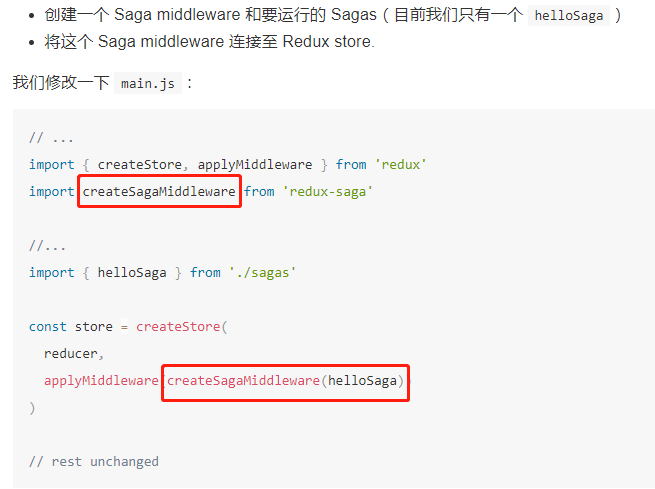 • 创建一个 Saga middleware 和要运行的 Sagas（目前我们只有一个 helloSaga ）
• 将这个 Saga middleware 连接至 Redux store.
我们修改一下 main.js ：
// ...
import { createStore, applyMiddleware } from 'redux'
import createSagaMiddleware from 'redux-saga'
//...
import { helloSaga } from './sagas'
const store = createStore(
  reducer,
  applyMiddleware(createSagaMiddleware(helloSaga))
)
// rest unchanged